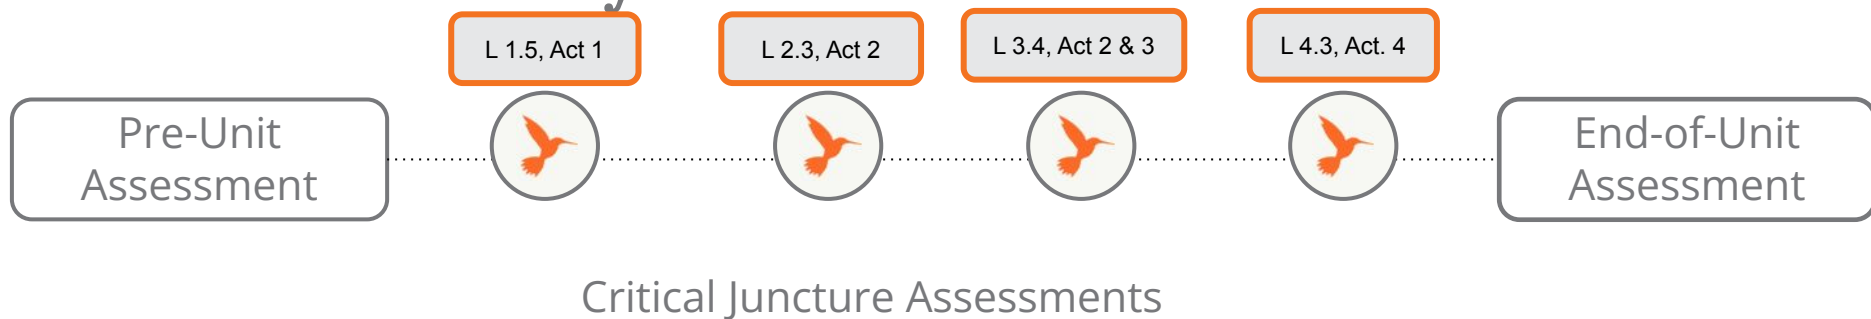 L 1.5, Act 1
L 2.3, Act 2
L 3.4, Act 2 & 3
L 4.3, Act. 4
Pre-Unit
Assessment
End-of-Unit
Assessment
Critical Juncture Assessments